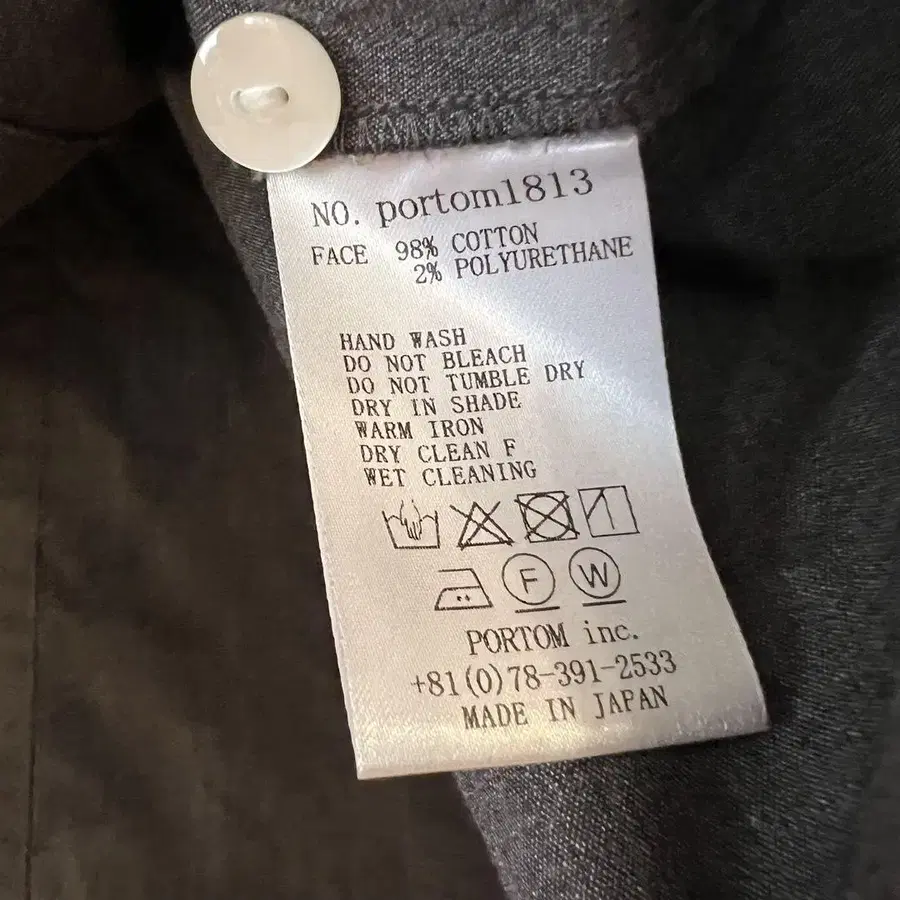 NO. portom1813
FACE 98% COTTON
2% POLYURETHANE
HAND WASH
DO NOT BLEACH
DO NOT TUMBLE DRY
DRY IN SHADE
WARM IRON
DRY CLEAN F
WET CLEANING
F W
PORTOM inc.
+81(0)78-391-2533
MADE IN JAPAN